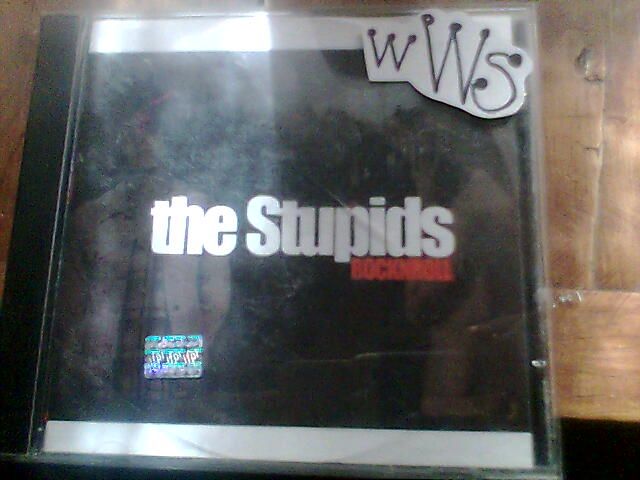 wWs
the Stupids
ROCKNROLL